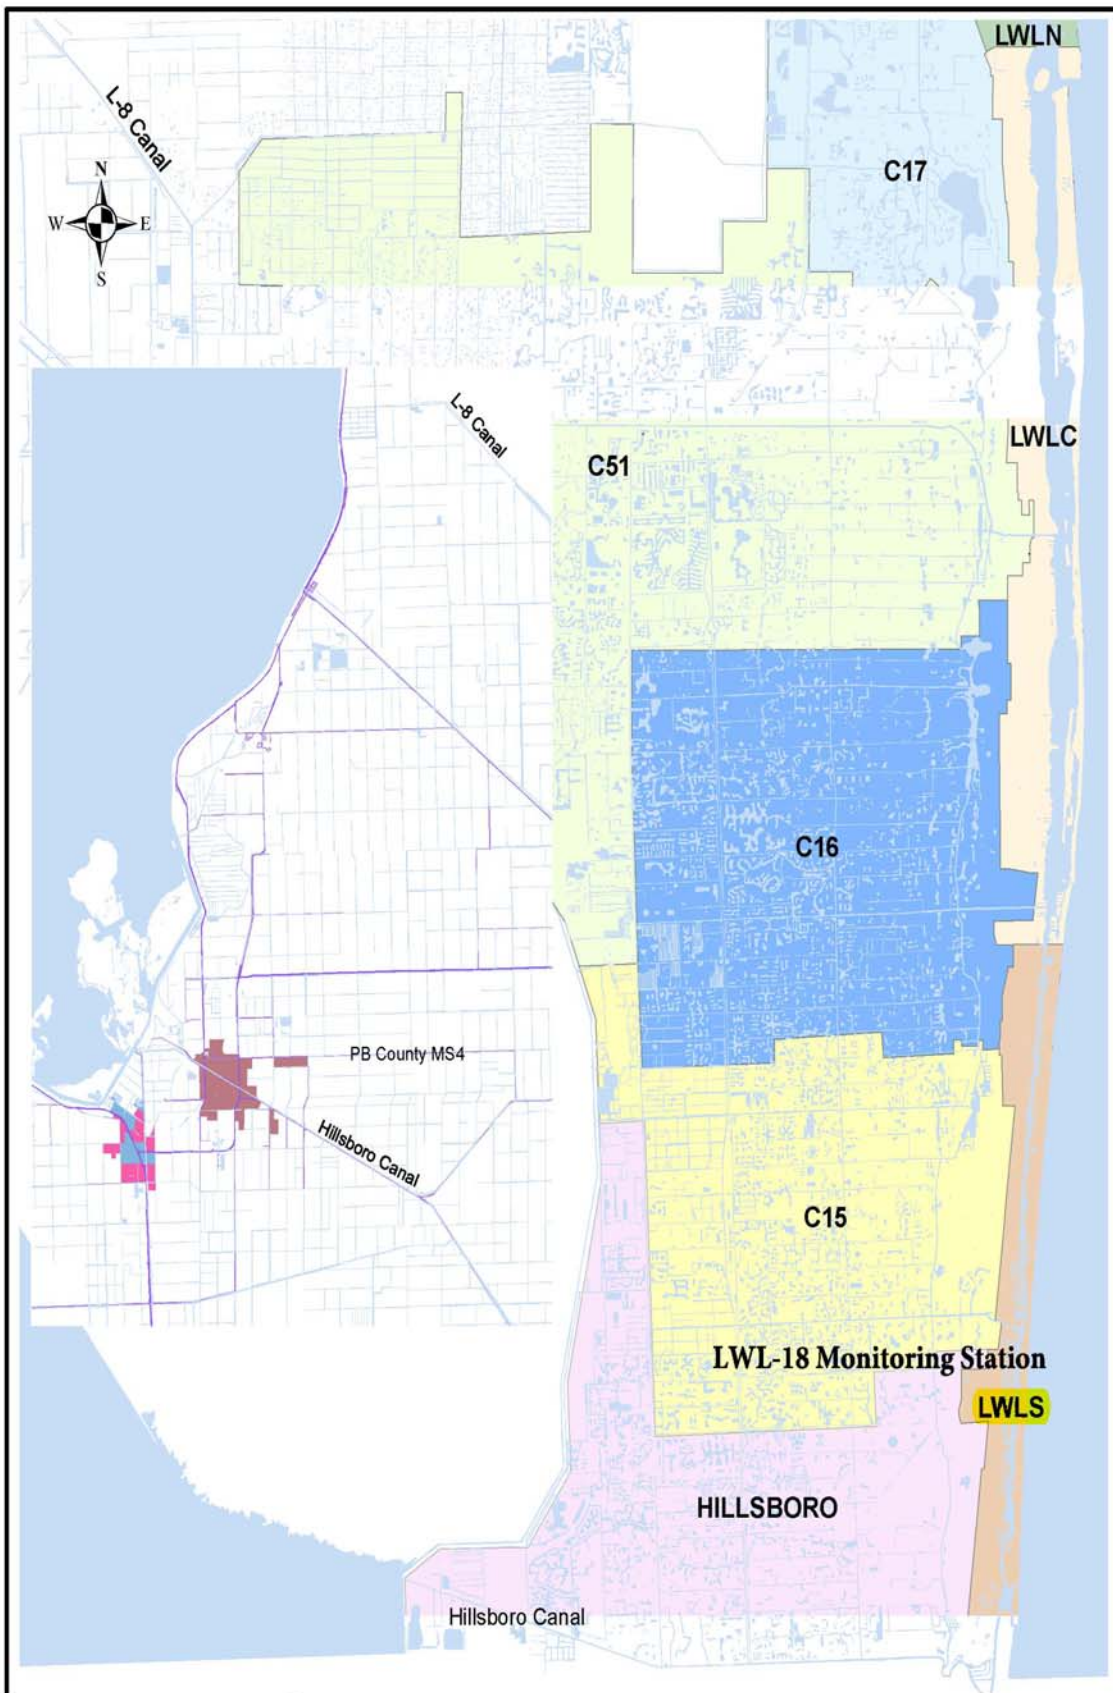 LWLN
L-8 Canal
N
W E
S
C17
L-8 Canal
LWLC
C51
C16
PB County MS4
Hillsboro Canal
C15
LWL-18 Monitoring Station
LWLS
HILLSBORO
Hillsboro Canal